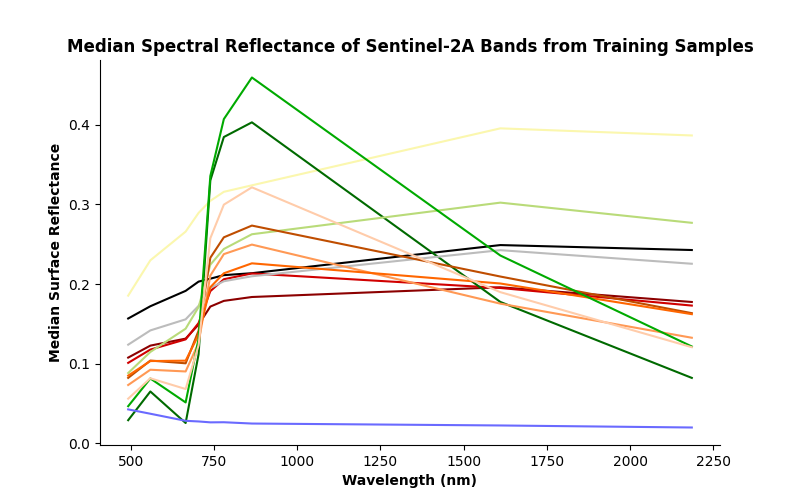 Median Spectral Reflectance of Sentinel-2A Bands from Training Samples
Median Surface Reflectance
0.4
0.3
0.2
0.1
0.0
500 750 1000 1250 1500 1750 2000 2250
Wavelength (nm)